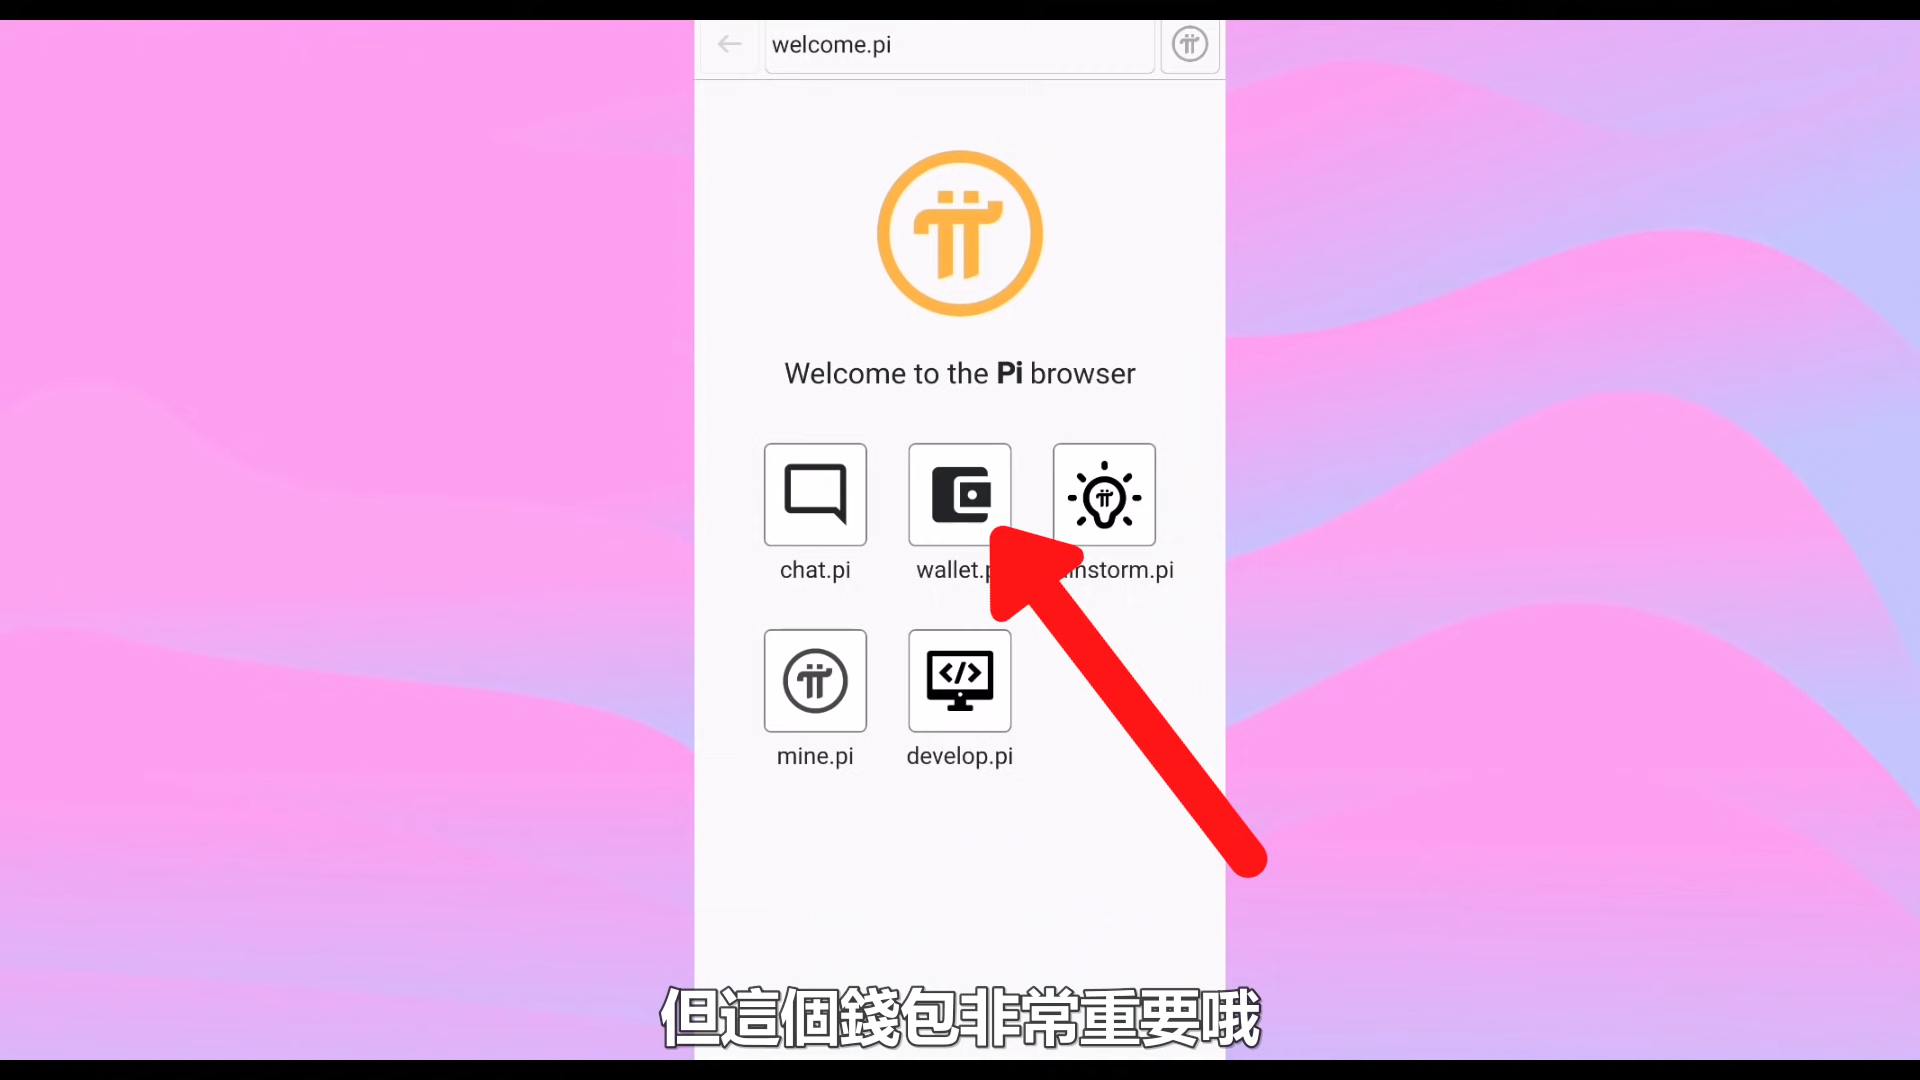 welcome.pi
Welcome to the Pi browser
chat.pi
mine.pi
develop.pi
但這個錢包非常重要哦